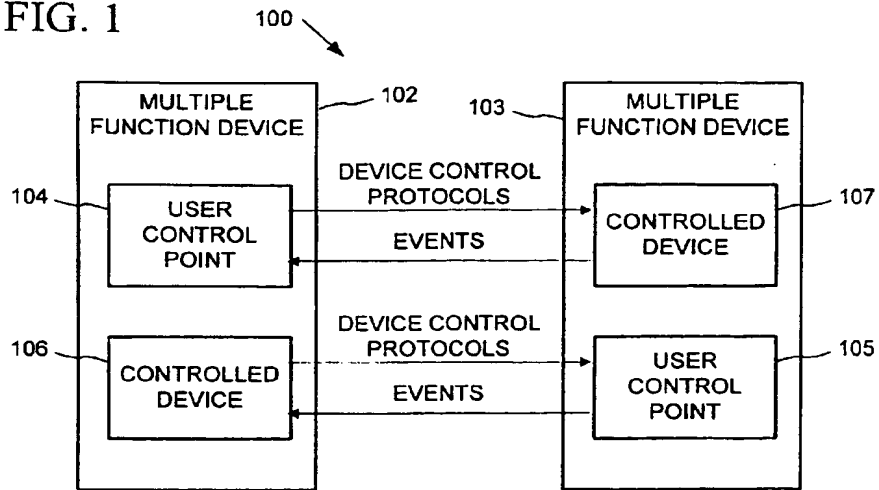 FIG. 1
100
MULTIPLE
FUNCTION DEVICE
102
103
MULTIPLE
FUNCTION DEVICE
104
USER
CONTROL
POINT
DEVICE CONTROL
PROTOCOLS
EVENTS
CONTROLLED
DEVICE
107
106
CONTROLLED
DEVICE
DEVICE CONTROL
PROTOCOLS
EVENTS
USER
CONTROL
POINT
105